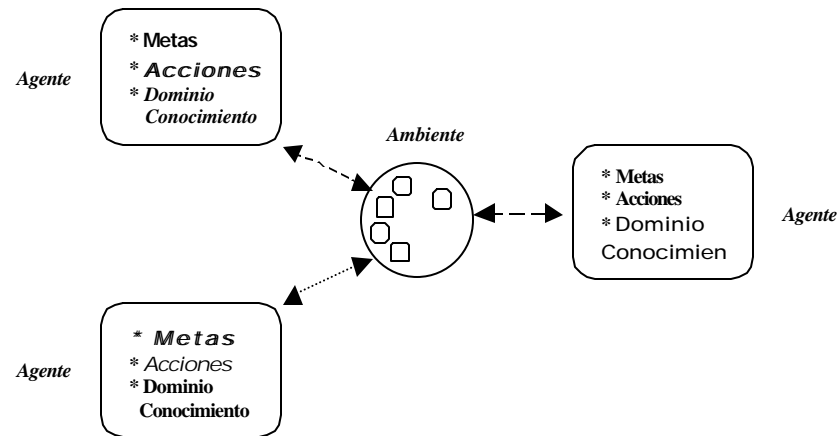 * Metas
* Acciones
* Dominio
Conocimiento
Agente
Ambiente
* Metas
* Acciones
* Dominio
Conocimien
Agente
* Metas
* Acciones
* Dominio
Conocimiento
Agente